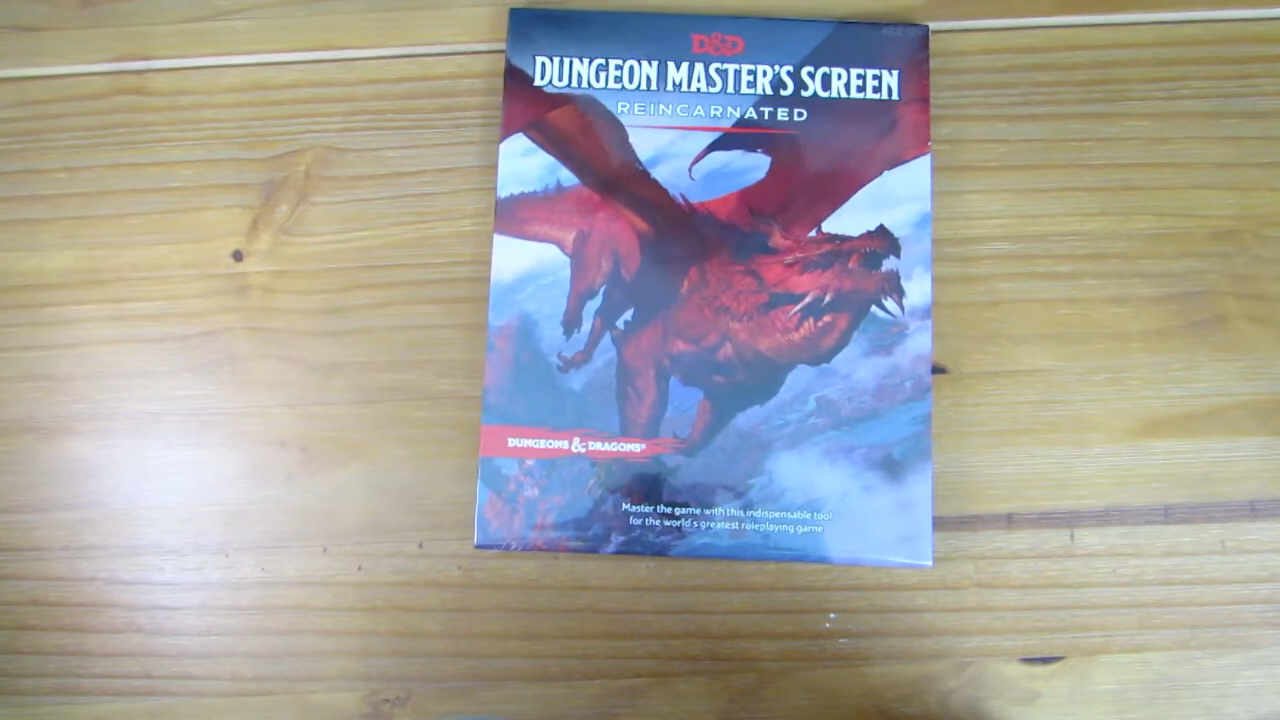 D&D
DUNGEON MASTER'S SCREEN
REINCARNATED
DUNGEONS & DRAGONS®
Master the game with this indispensable tool
for the world's greatest roleplaying game